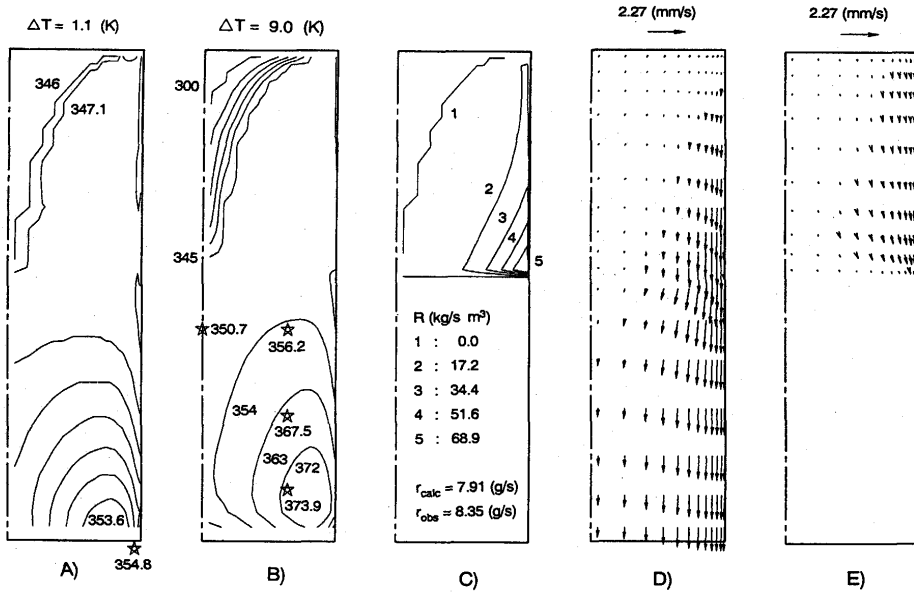 ΔT = 1.1 (K)
ΔT = 9.0 (K)
2.27 (mm/s)
2.27 (mm/s)
346
347.1
353.6
354.8
A)
300
345
350.7
356.2
354
367.5
363
372
373.9
B)
1
2
3
4
5
R (kg/s m³)
1 : 0.0
2 : 17.2
3 : 34.4
4 : 51.6
5 : 68.9
r_calc = 7.91 (g/s)
r_obs = 8.35 (g/s)
C)
D)
E)